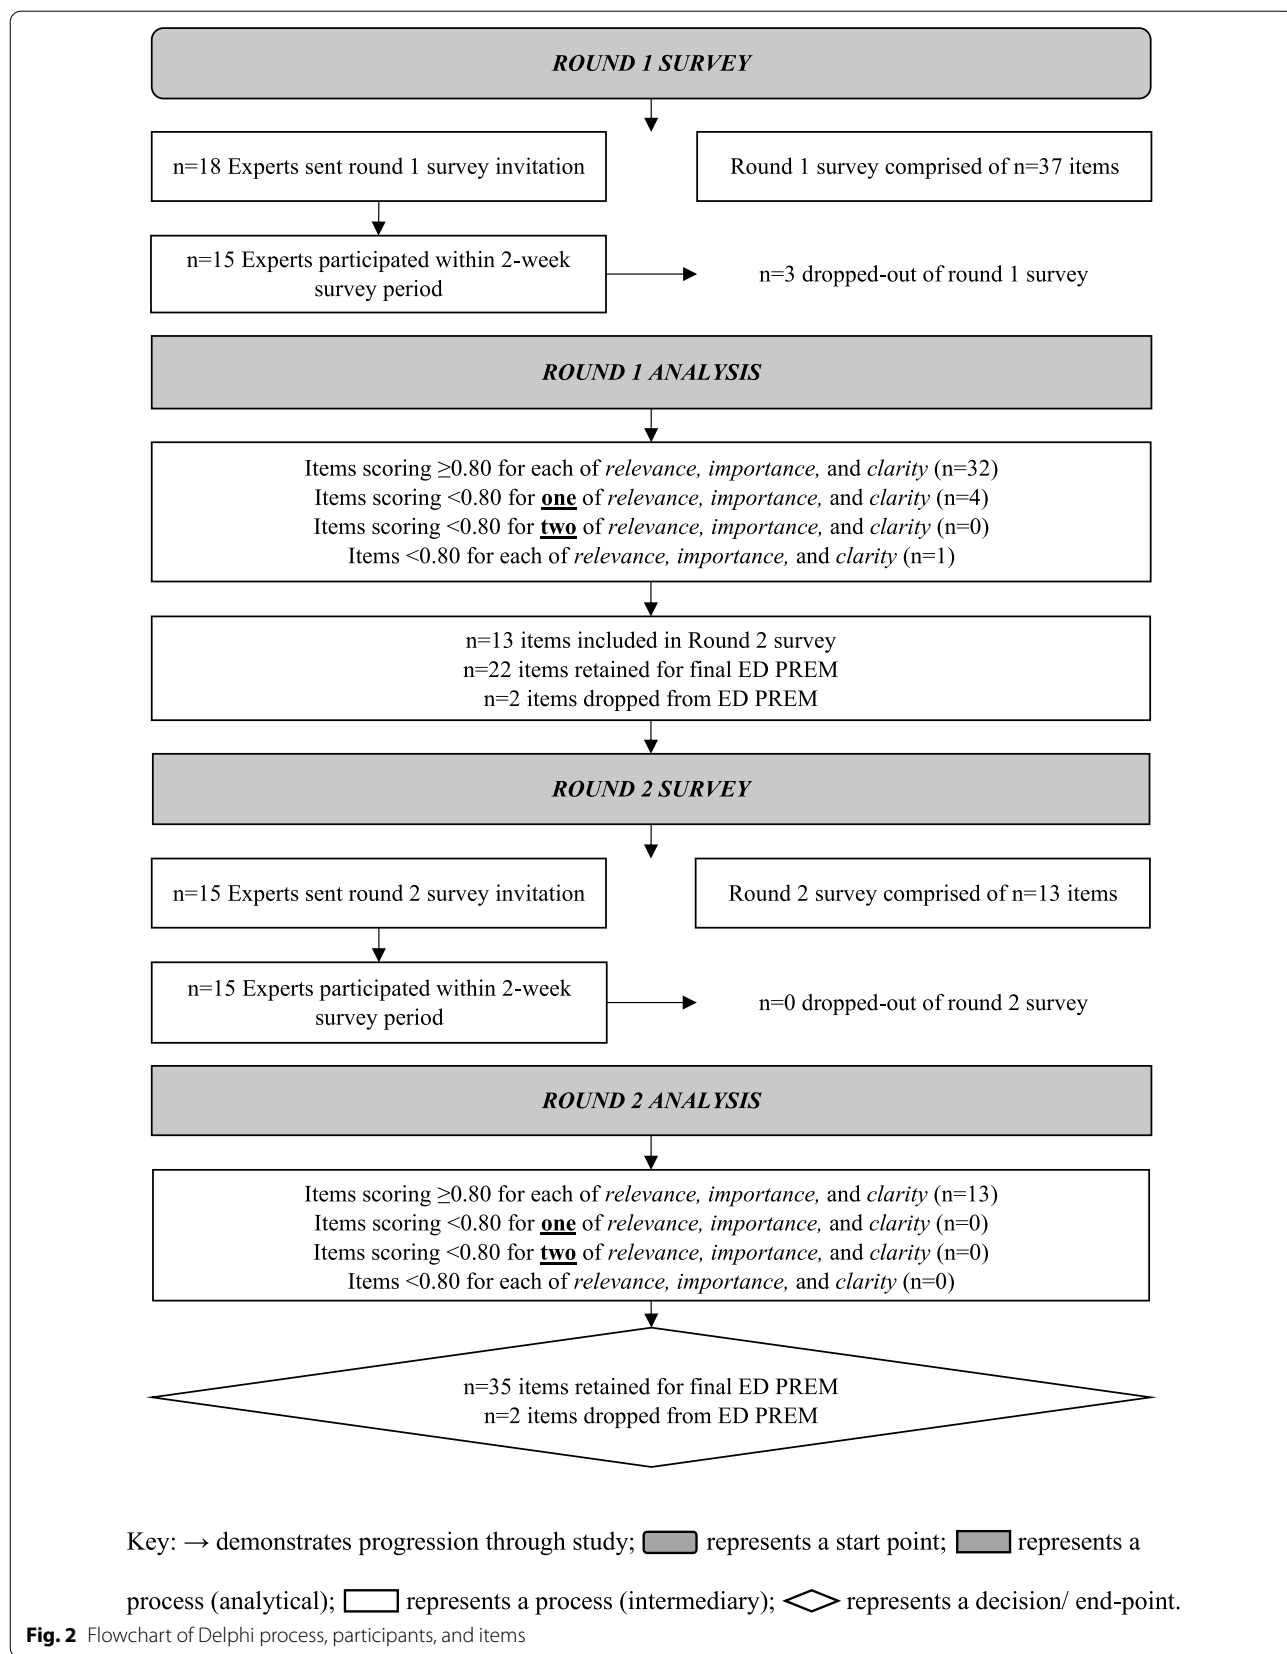 ROUND 1 SURVEY
n=18 Experts sent round 1 survey invitation
Round 1 survey comprised of n=37 items
n=15 Experts participated within 2-week
survey period
n=3 dropped-out of round 1 survey
ROUND 1 ANALYSIS
Items scoring ≥0.80 for each of relevance, importance, and clarity (n=32)
Items scoring <0.80 for one of relevance, importance, and clarity (n=4)
Items scoring <0.80 for two of relevance, importance, and clarity (n=0)
Items <0.80 for each of relevance, importance, and clarity (n=1)
n=13 items included in Round 2 survey
n=22 items retained for final ED PREM
n=2 items dropped from ED PREM
ROUND 2 SURVEY
n=15 Experts sent round 2 survey invitation
Round 2 survey comprised of n=13 items
n=15 Experts participated within 2-week
survey period
n=0 dropped-out of round 2 survey
ROUND 2 ANALYSIS
Items scoring ≥0.80 for each of relevance, importance, and clarity (n=13)
Items scoring <0.80 for one of relevance, importance, and clarity (n=0)
Items scoring <0.80 for two of relevance, importance, and clarity (n=0)
Items <0.80 for each of relevance, importance, and clarity (n=0)
n=35 items retained for final ED PREM
n=2 items dropped from ED PREM
Key: → demonstrates progression through study; represents a start point; represents a
process (analytical); represents a process (intermediary); represents a decision/ end-point.
Fig. 2 Flowchart of Delphi process, participants, and items